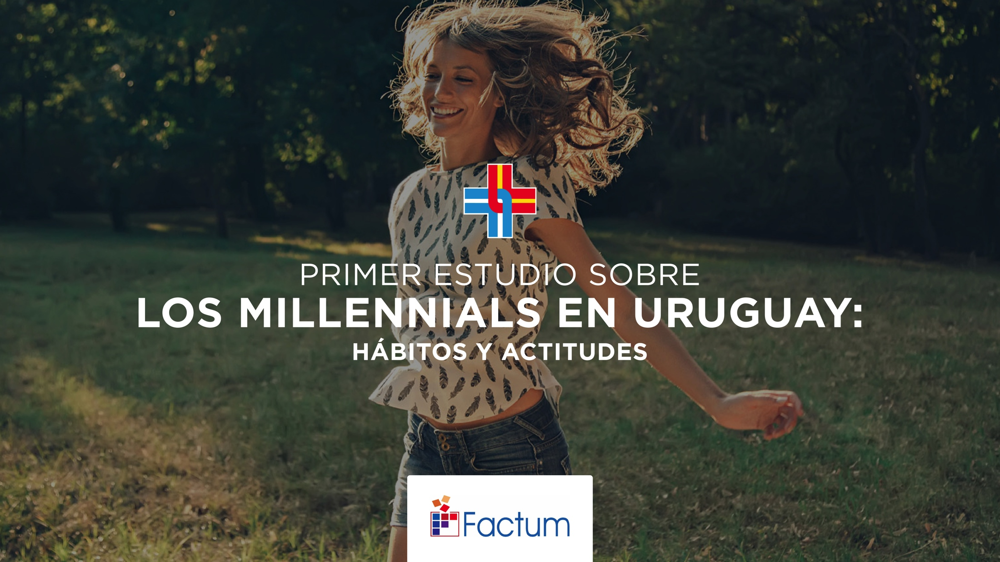 PRIMER ESTUDIO SOBRE
LOS MILLENNIALS EN URUGUAY:
HÁBITOS Y ACTITUDES
Factum